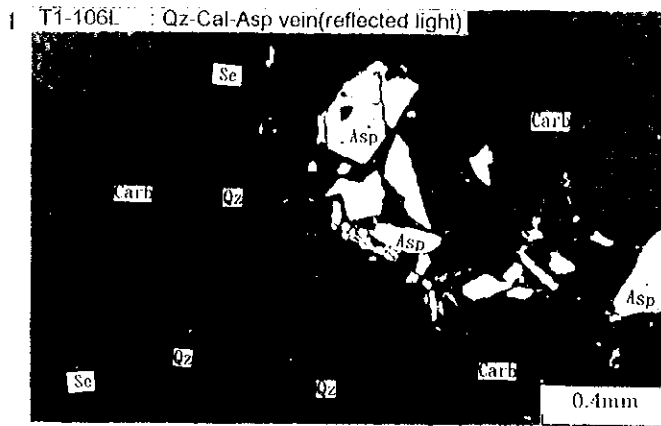 1 T1-106L : Qz-Cal-Asp vein(reflected light)
Se
Asp
Carb
Carb
Qz
Asp
Asp
Qz
Carb
Se
Qz
0.4mm